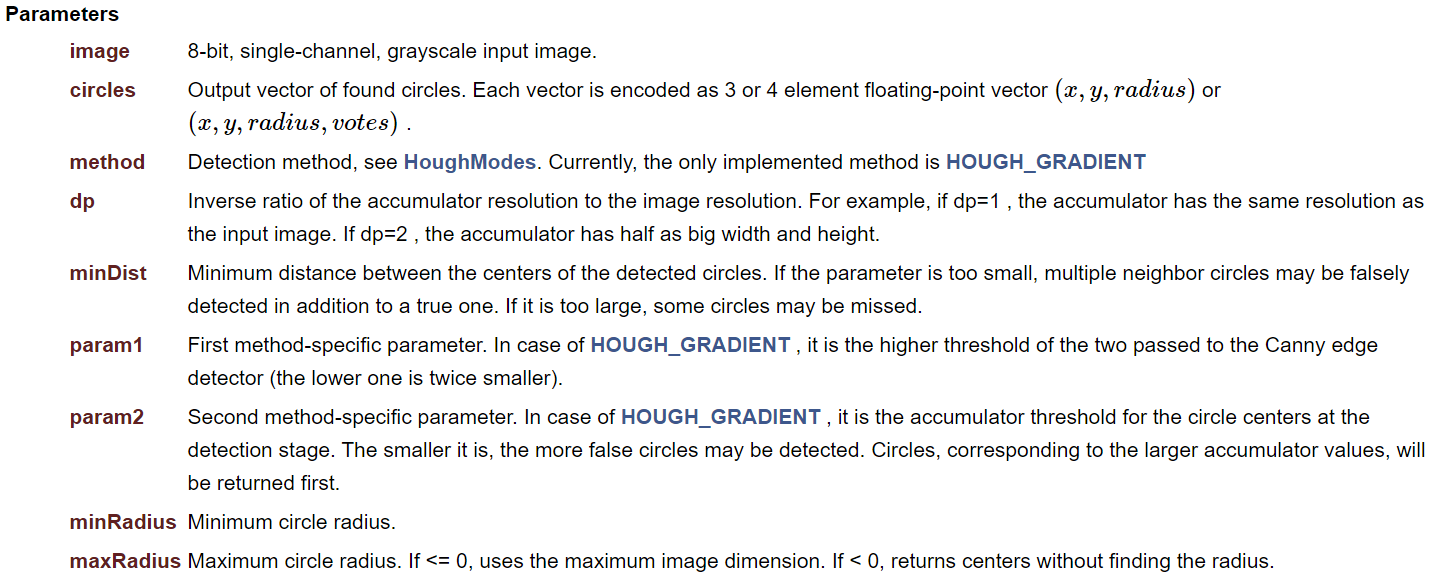 Parameters
image 8-bit, single-channel, grayscale input image.
circles Output vector of found circles. Each vector is encoded as 3 or 4 element floating-point vector (x, y, radius) or
(x, y, radius, votes) .
method Detection method, see HoughModes. Currently, the only implemented method is HOUGH_GRADIENT
dp Inverse ratio of the accumulator resolution to the image resolution. For example, if dp=1 , the accumulator has the same resolution as
the input image. If dp=2 , the accumulator has half as big width and height.
minDist Minimum distance between the centers of the detected circles. If the parameter is too small, multiple neighbor circles may be falsely
detected in addition to a true one. If it is too large, some circles may be missed.
param1 First method-specific parameter. In case of HOUGH_GRADIENT , it is the higher threshold of the two passed to the Canny edge
detector (the lower one is twice smaller).
param2 Second method-specific parameter. In case of HOUGH_GRADIENT , it is the accumulator threshold for the circle centers at the
detection stage. The smaller it is, the more false circles may be detected. Circles, corresponding to the larger accumulator values, will
be returned first.
minRadius Minimum circle radius.
maxRadius Maximum circle radius. If <= 0, uses the maximum image dimension. If < 0, returns centers without finding the radius.